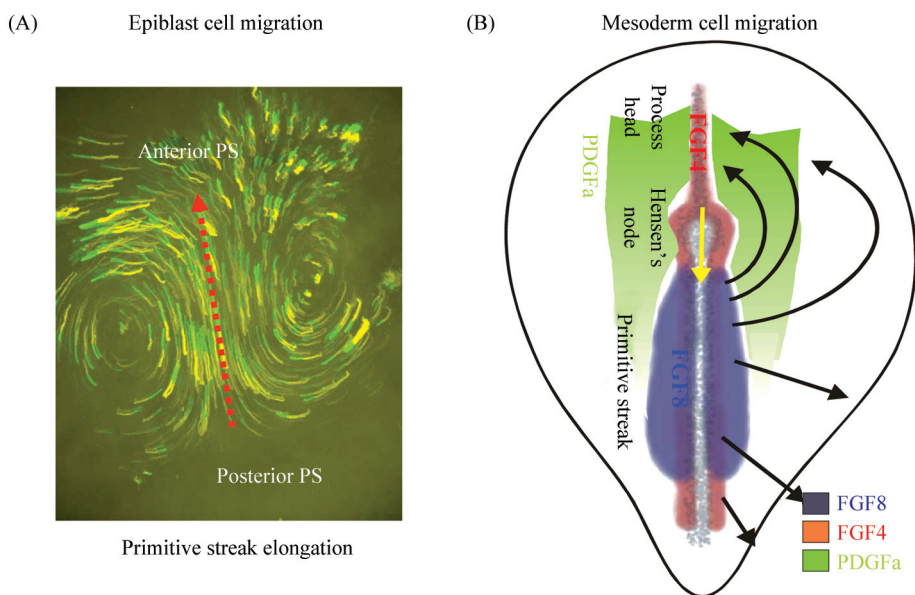 (A)
Epiblast cell migration
Anterior PS
Posterior PS
Primitive streak elongation
(B)
Mesoderm cell migration
Process
head
PDGFa
FGF4
Hensen's
node
Primitive streak
FGF8
FGF8
FGF4
PDGFa